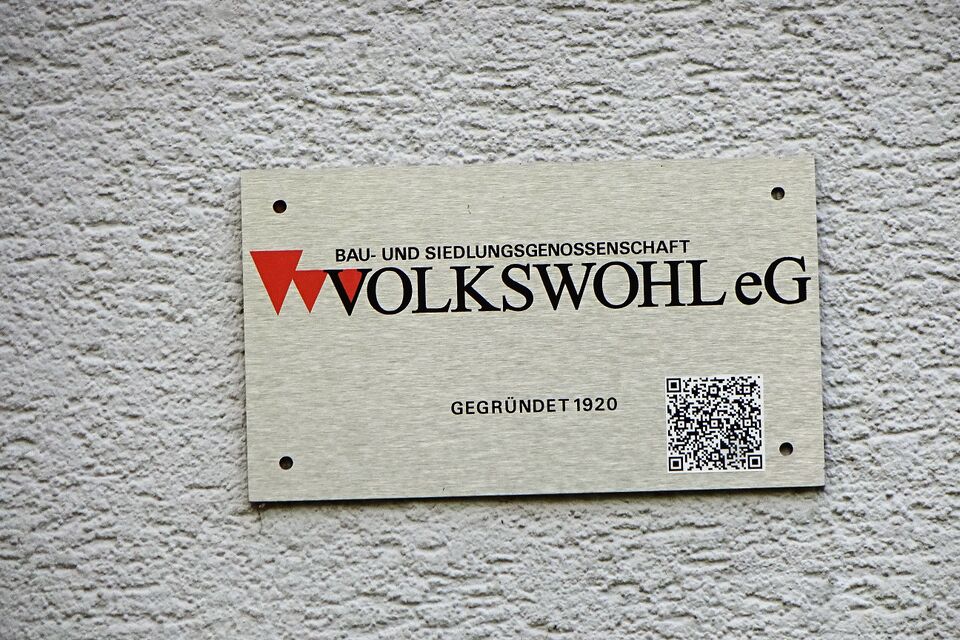 BAU- UND SIEDLUNGSGENOSSENSCHAFT
VOLKSWOHL eG
GEGRÜNDET 1920